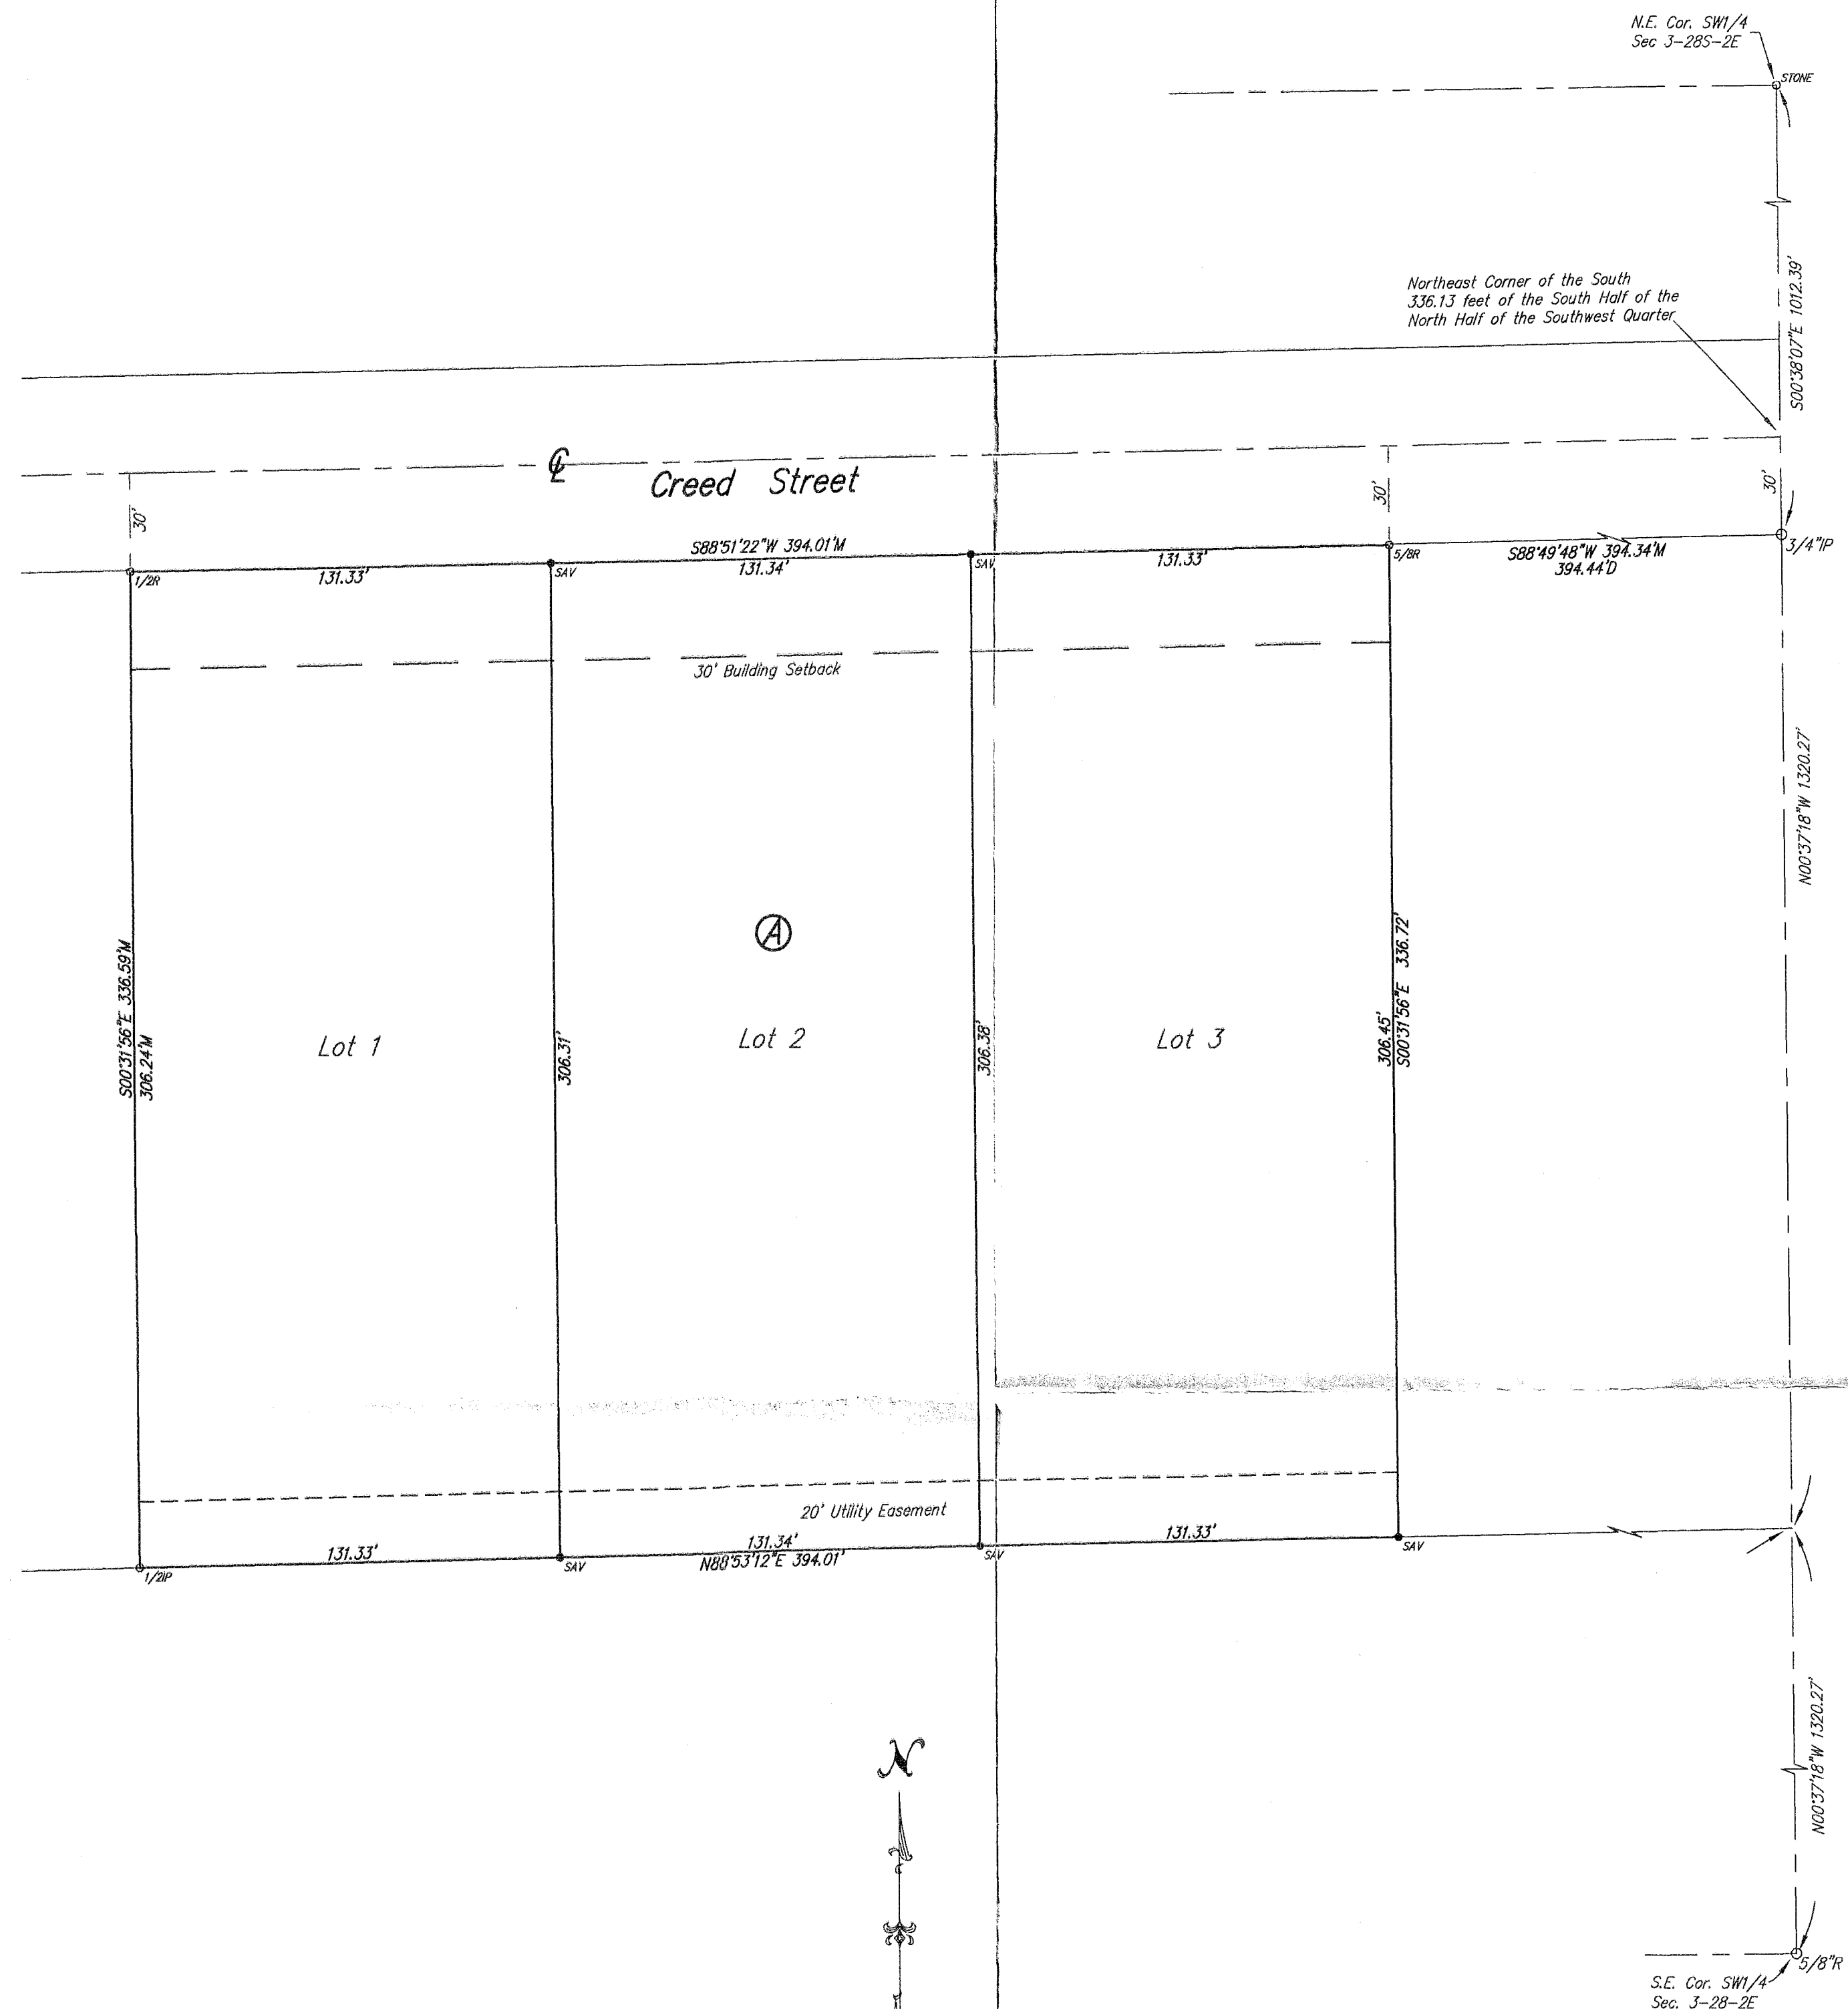 N.E. Cor. SW1/4
Sec 3-28S-2E
STONE
S00°38'07"E 1012.39'
Northeast Corner of the South
336.13 feet of the South Half of the
North Half of the Southwest Quarter
℄
Creed Street
30'
30'
30'
S88°51'22"W 394.01'M
1/2R
131.33'
SAV
131.34'
SAV
131.33'
5/8R
S88°49'48"W 394.34'M
394.44'D
3/4"IP
30' Building Setback
N00°37'18"W 1320.27'
A
S00°31'56"E 336.59'M
306.24'M
Lot 1
306.31'
Lot 2
306.38'
Lot 3
306.45'
S00°31'56"E 336.72'
20' Utility Easement
131.33'
131.34'
131.33'
N88°53'12"E 394.01'
1/2IP
SAV
SAV
SAV
N00°37'18"W 1320.27'
N
5/8"R
S.E. Cor. SW1/4
Sec. 3-28-2E